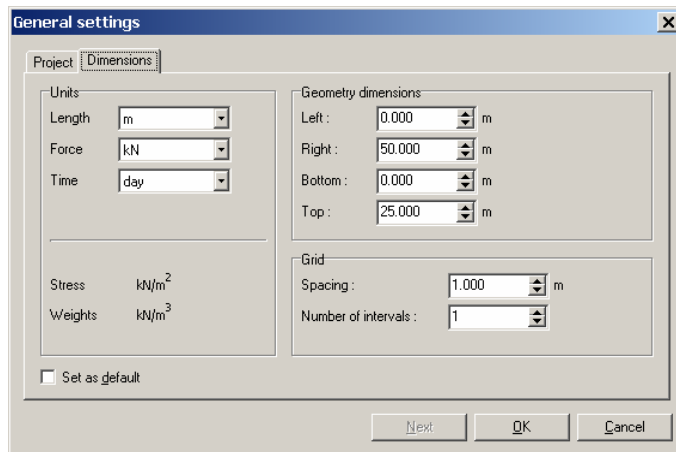 General settings
Project Dimensions
Units
Length m
Force kN
Time day
Stress kN/m²
Weights kN/m³
Geometry dimensions
Left : 0.000 m
Right : 50.000 m
Bottom : 0.000 m
Top : 25.000 m
Grid
Spacing : 1.000 m
Number of intervals : 1
Set as default
Next OK Cancel